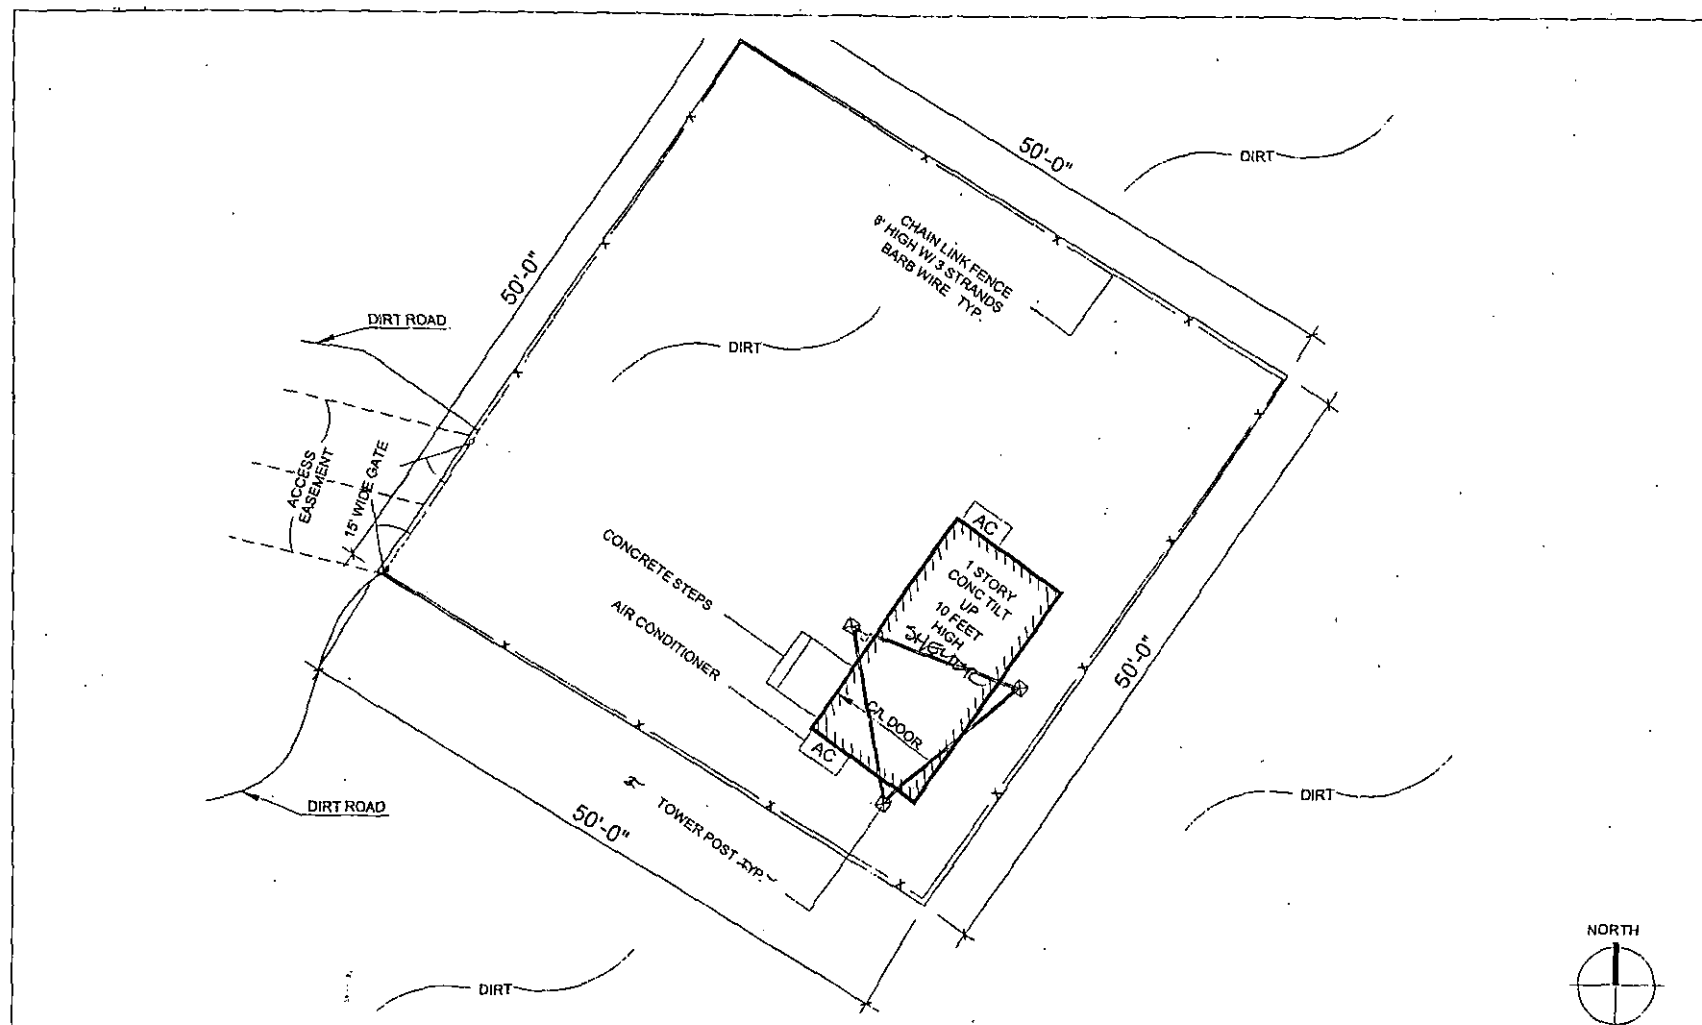 50'-0"
DIRT
CHAIN LINK FENCE
8' HIGH W/ 3 STRANDS
BARB WIRE TYP.
50'-0"
DIRT ROAD
DIRT
ACCESS
EASEMENT
15' WIDE GATE
AC
CONCRETE STEPS
1 STORY
CONC TILT
UP
10 FEET
HIGH
SHELTER
AIR CONDITIONER
50'-0"
C/L DOOR
AC
DIRT ROAD
TOWER POST TYP.
50'-0"
DIRT
DIRT
NORTH